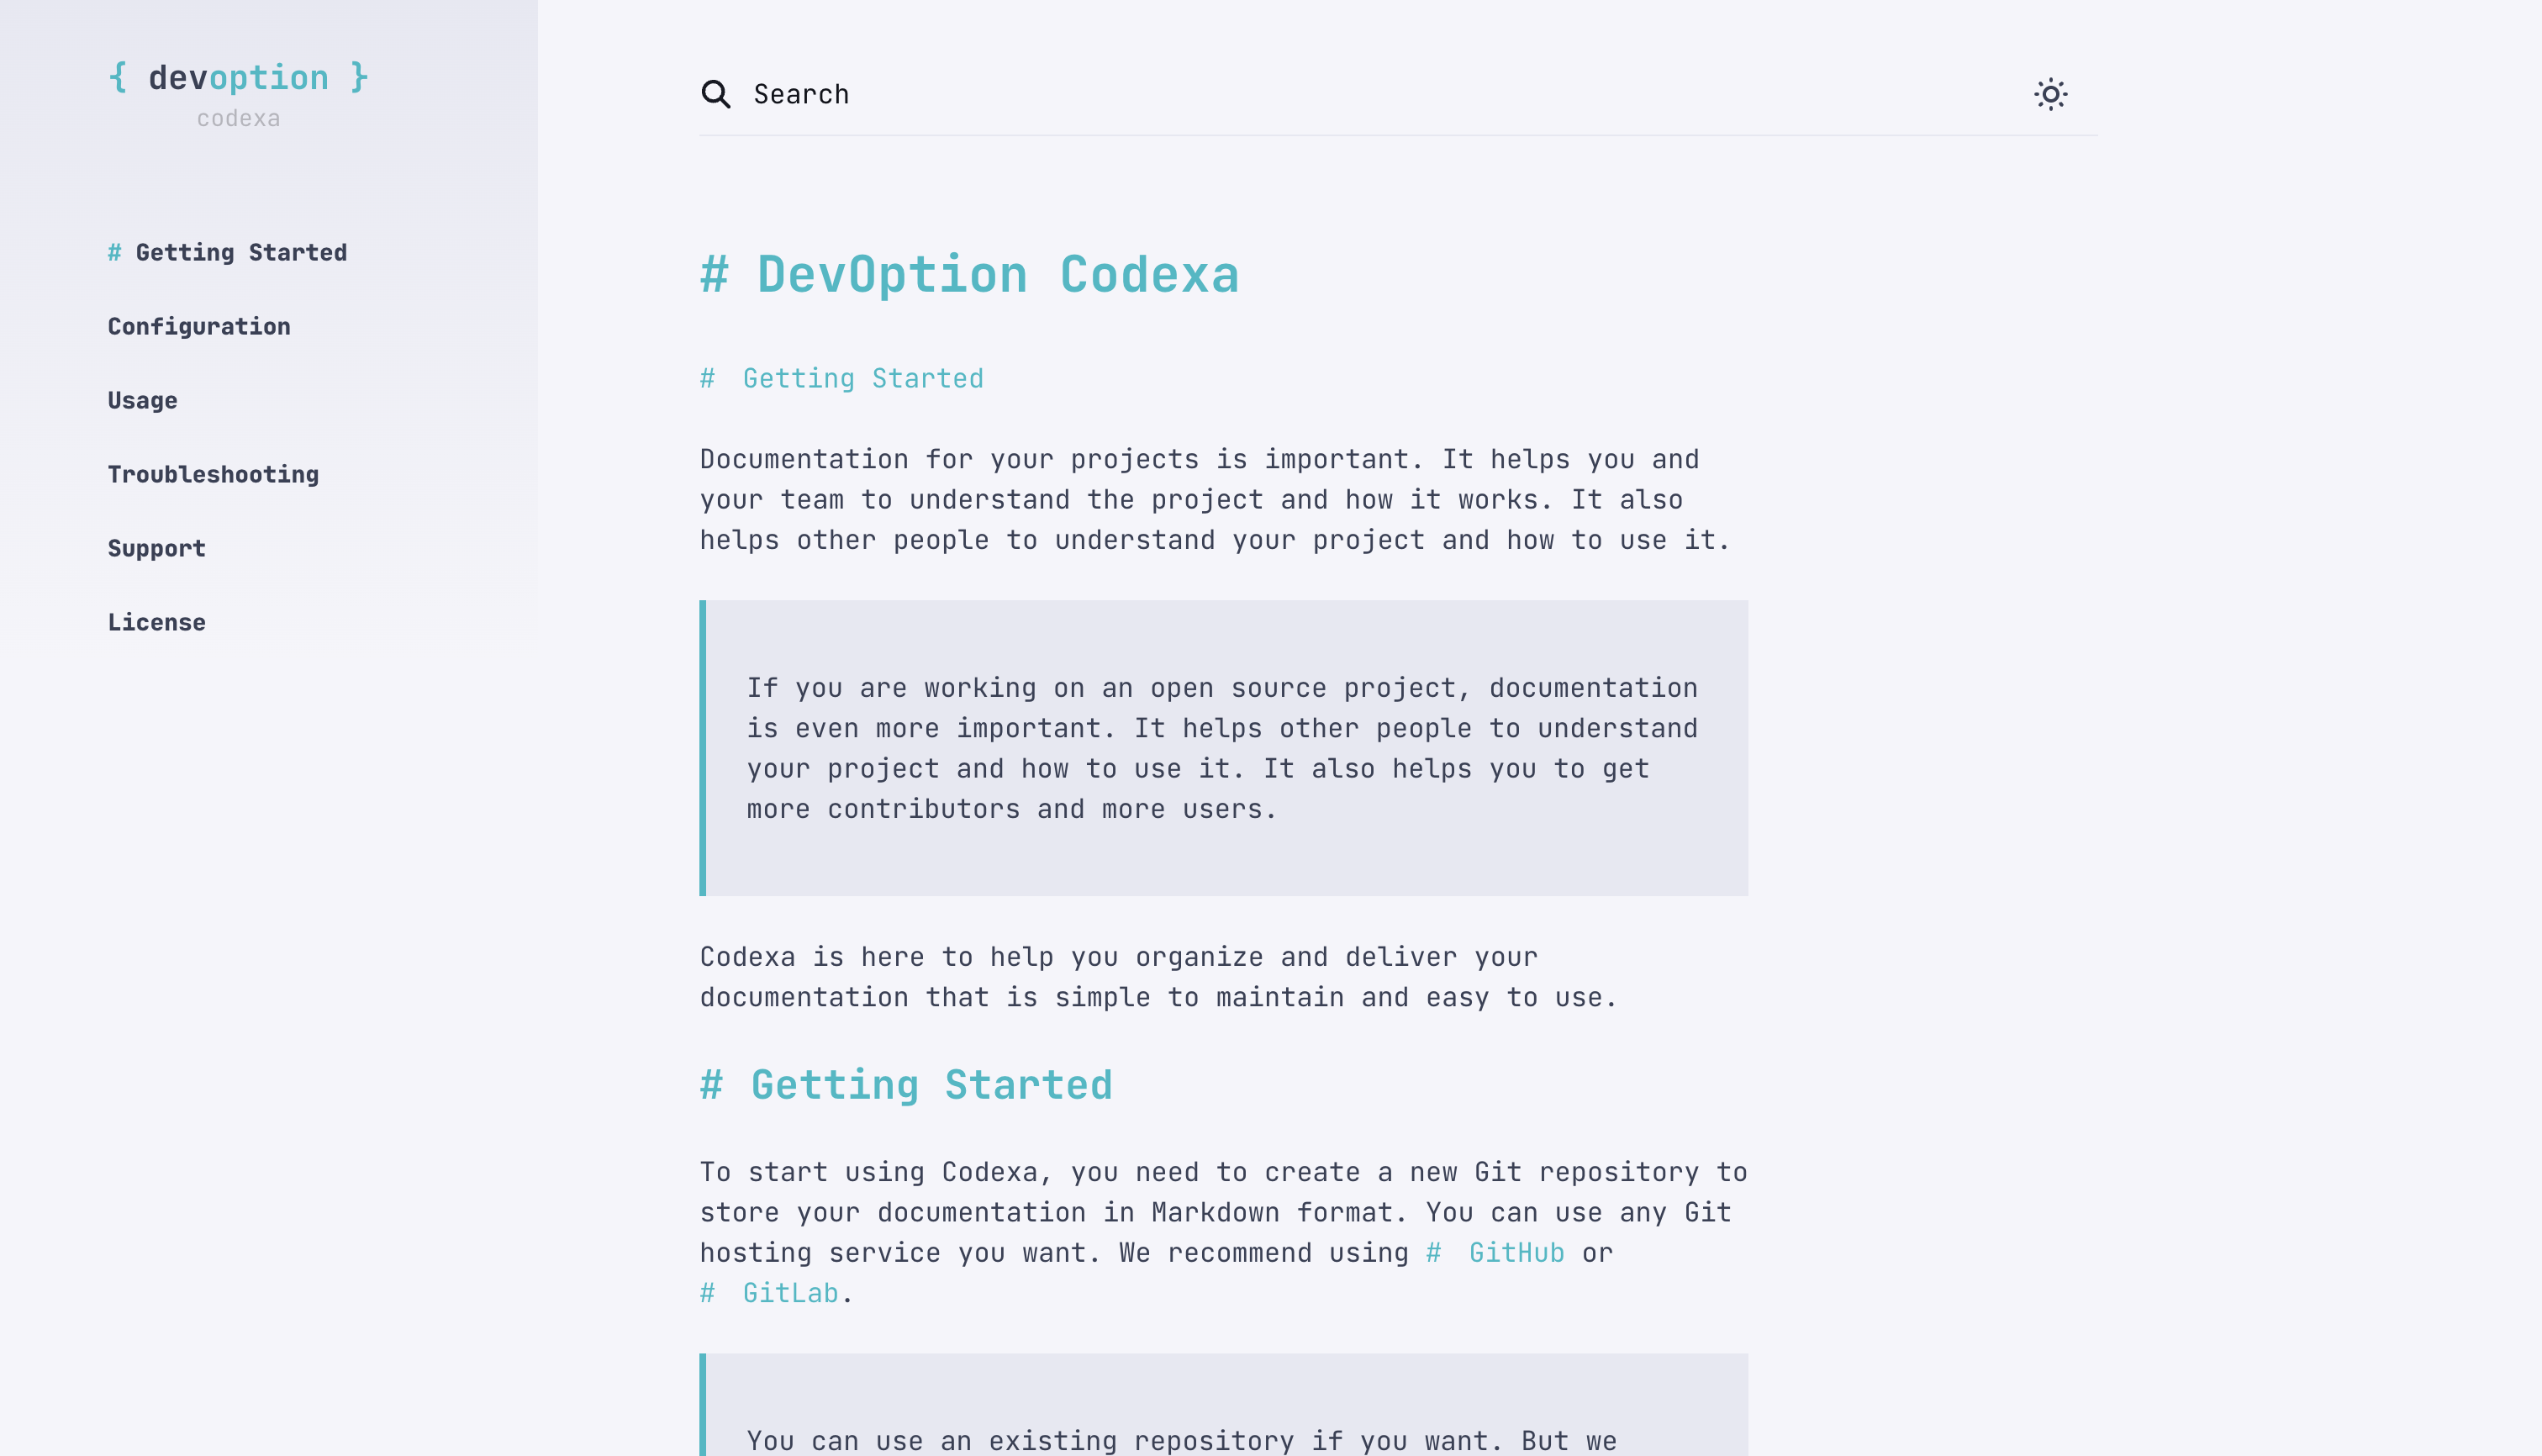 { devoption }
codexa
# Getting Started
Configuration
Usage
Troubleshooting
Support
License
Search
# DevOption Codexa
# Getting Started
Documentation for your projects is important. It helps you and
your team to understand the project and how it works. It also
helps other people to understand your project and how to use it.
If you are working on an open source project, documentation
is even more important. It helps other people to understand
your project and how to use it. It also helps you to get
more contributors and more users.
Codexa is here to help you organize and deliver your
documentation that is simple to maintain and easy to use.
# Getting Started
To start using Codexa, you need to create a new Git repository to
store your documentation in Markdown format. You can use any Git
hosting service you want. We recommend using # GitHub or
# GitLab.
You can use an existing repository if you want. But we